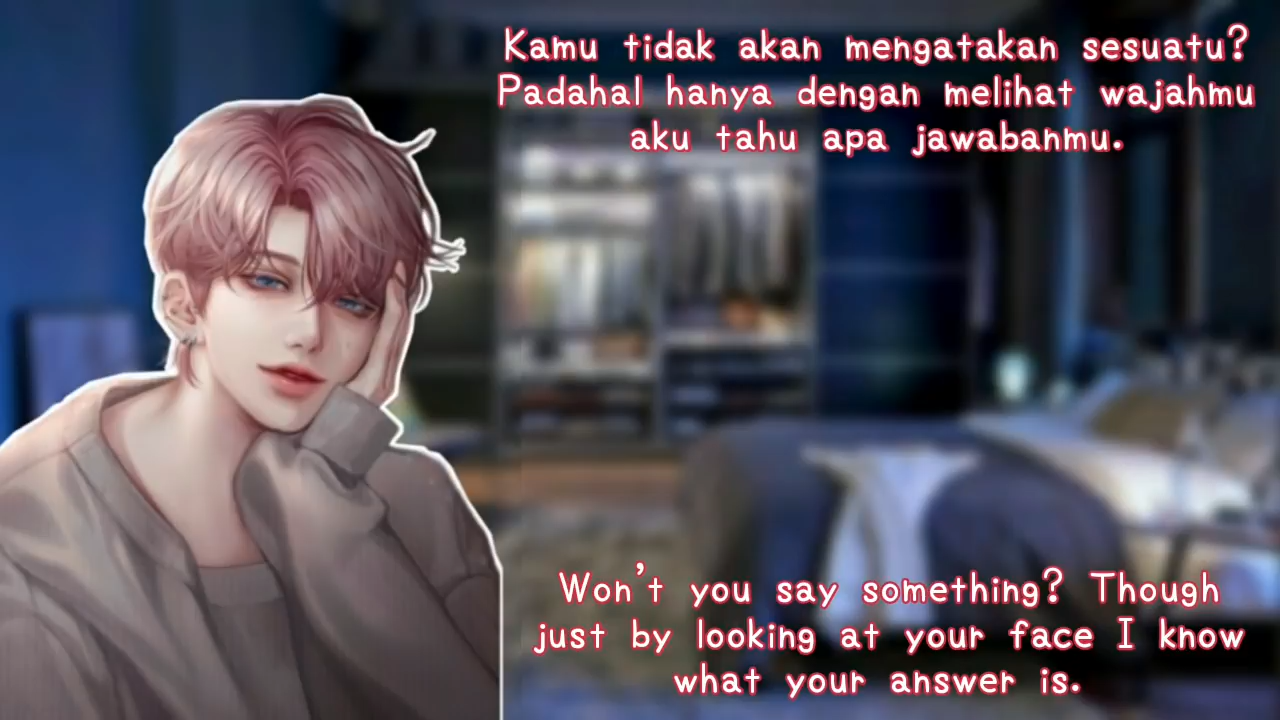 Kamu tidak akan mengatakan sesuatu?
Padahal hanya dengan melihat wajahmu
aku tahu apa jawabanmu.
Won't you say something? Though
just by looking at your face I know
what your answer is.